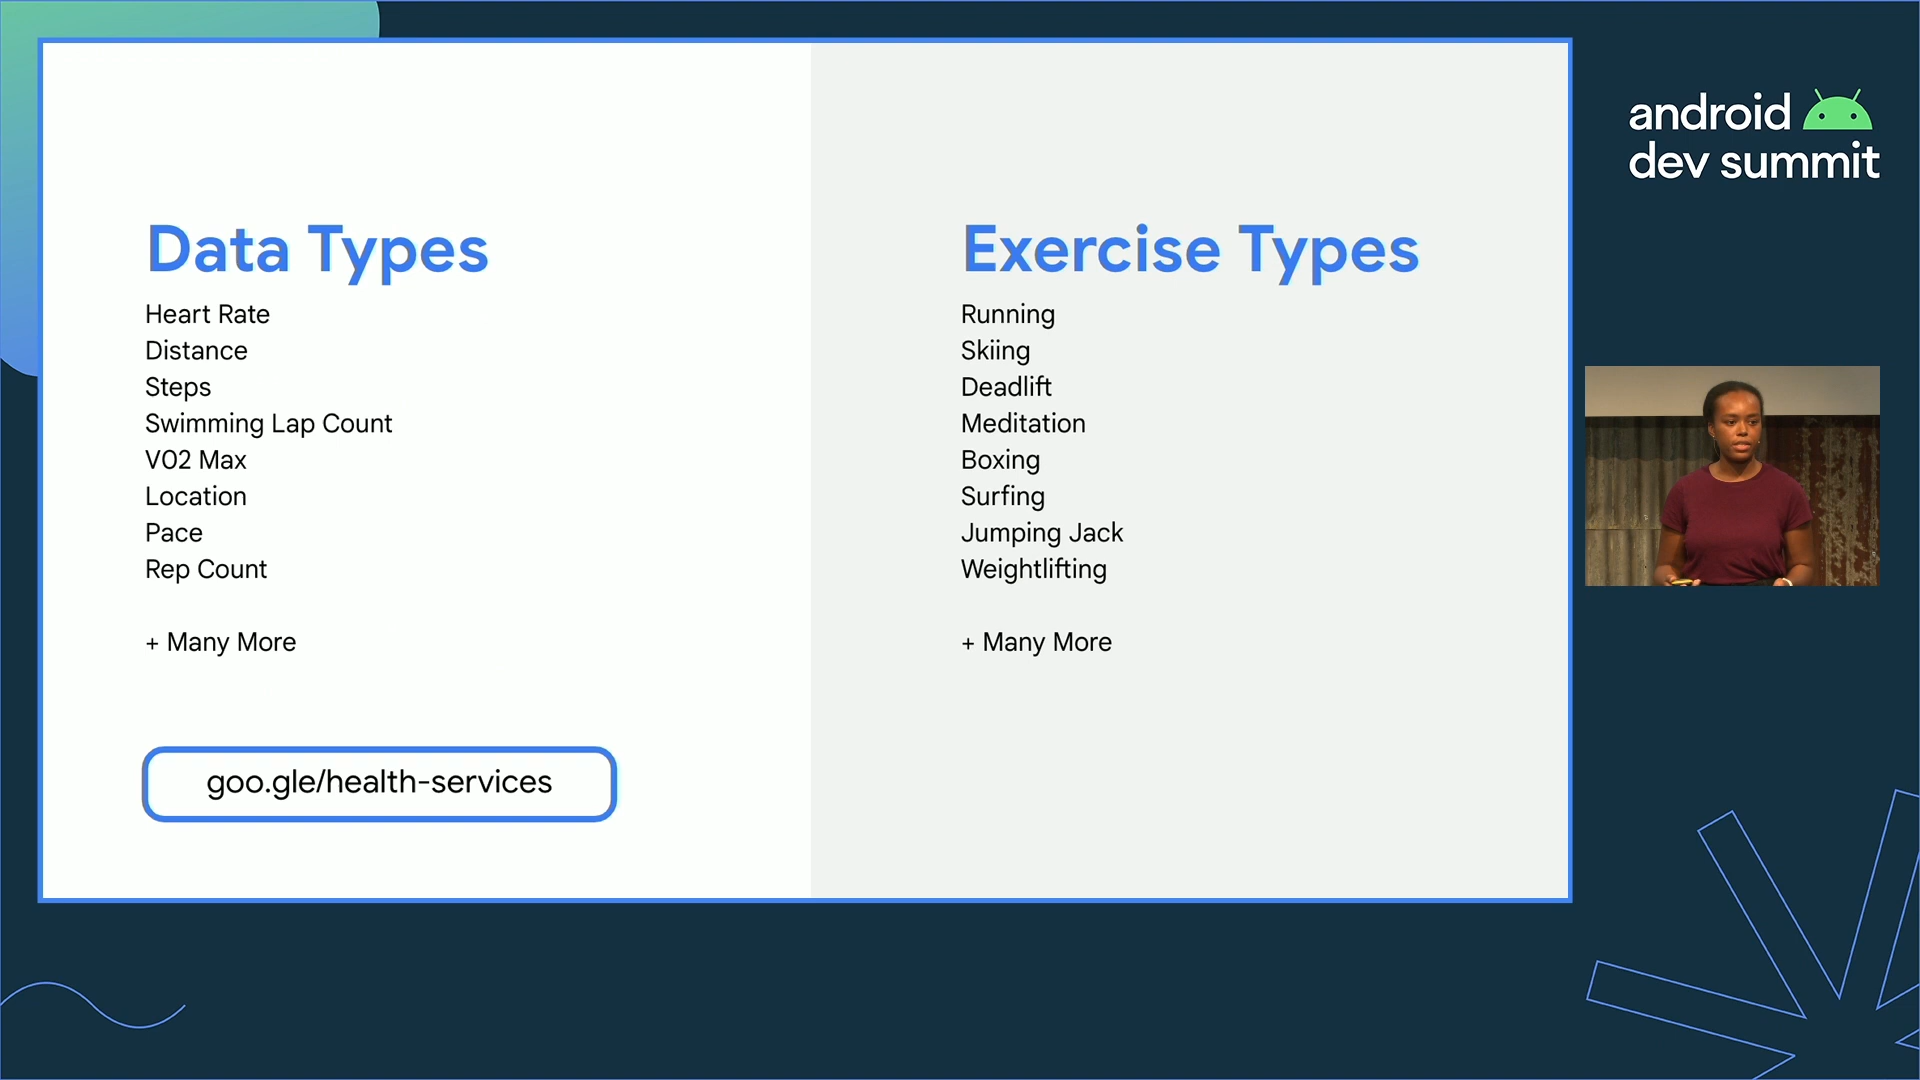 Data Types
Heart Rate
Distance
Steps
Swimming Lap Count
V02 Max
Location
Pace
Rep Count
+ Many More
goo.gle/health-services
Exercise Types
Running
Skiing
Deadlift
Meditation
Boxing
Surfing
Jumping Jack
Weightlifting
+ Many More
android
dev summit